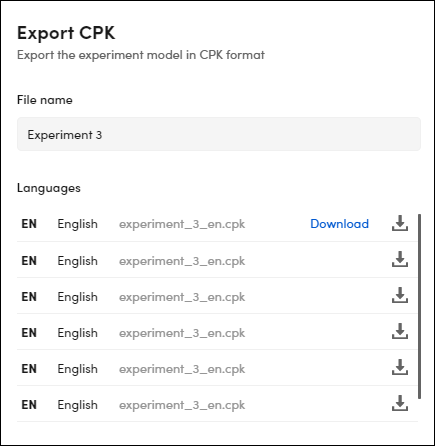 Export CPK
Export the experiment model in CPK format
File name
Experiment 3
Languages
EN English experiment_3_en.cpk Download
EN English experiment_3_en.cpk
EN English experiment_3_en.cpk
EN English experiment_3_en.cpk
EN English experiment_3_en.cpk
EN English experiment_3_en.cpk